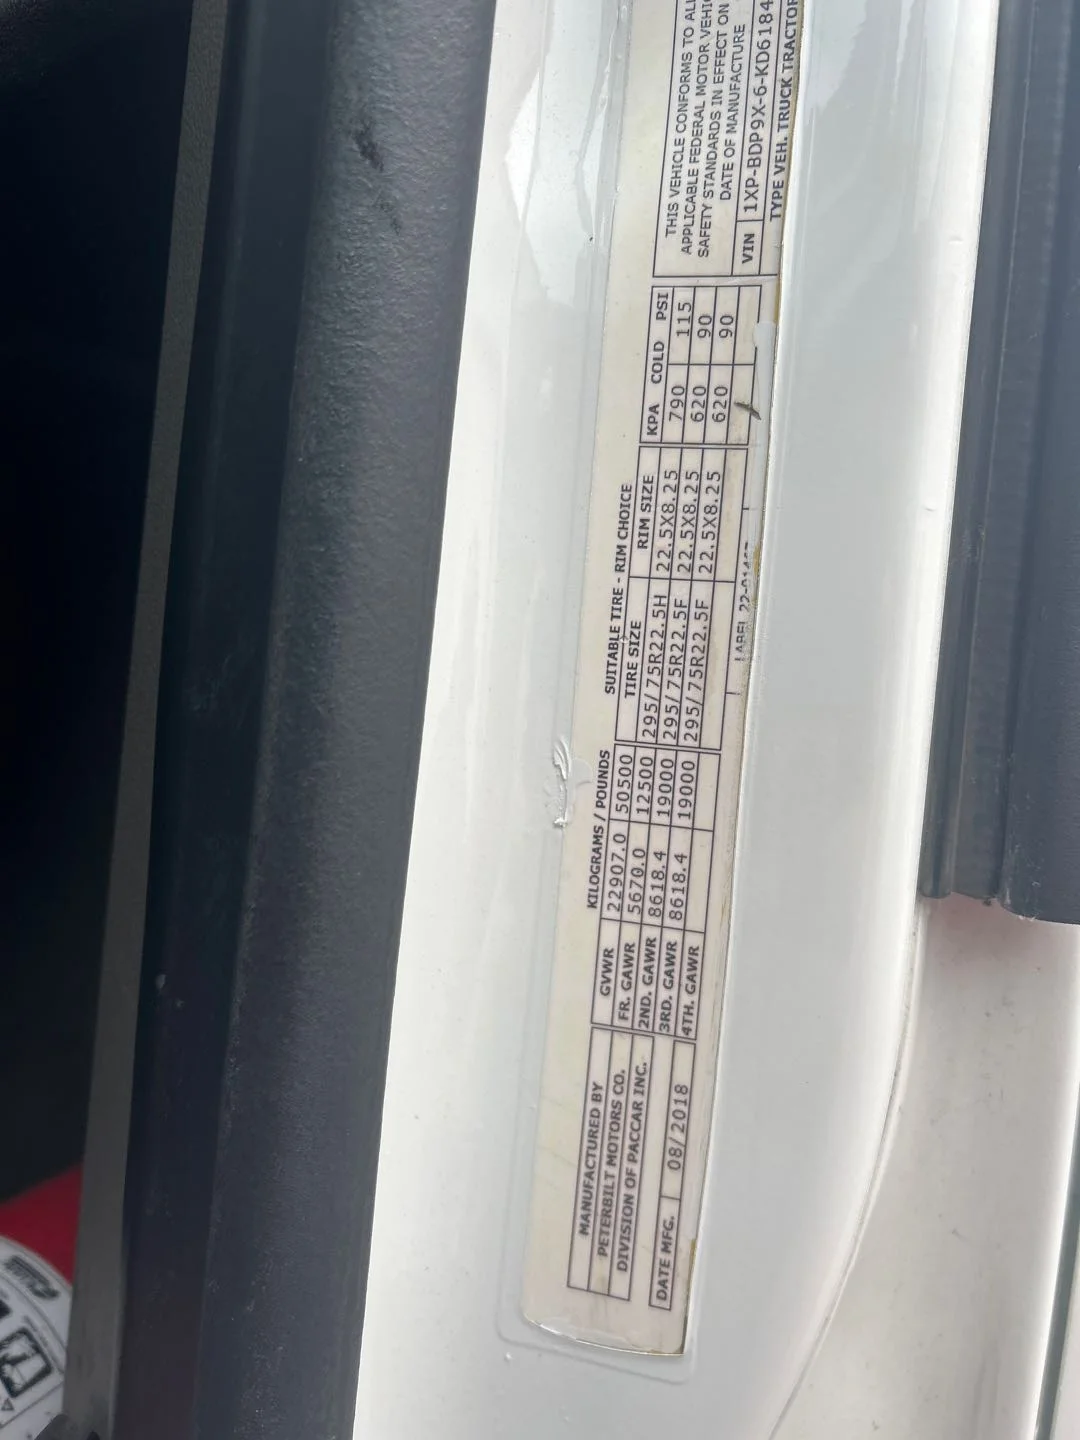 MANUFACTURED BY
PETERBILT MOTORS CO.
DIVISION OF PACCAR INC.
DATE MFG. 08/2018
KILOGRAMS / POUNDS
GVWR 22907.0 50500
FR. GAWR 5670.0 12500
2ND. GAWR 8618.4 19000
3RD. GAWR 8618.4 19000
4TH. GAWR
SUITABLE TIRE - RIM CHOICE
TIRE SIZE RIM SIZE
295/75R22.5H 22.5X8.25
295/75R22.5F 22.5X8.25
295/75R22.5F 22.5X8.25
LABEL
KPA COLD PSI
790 115
620 90
620 90
THIS VEHICLE CONFORMS TO
APPLICABLE FEDERAL MOTOR
SAFETY STANDARDS IN EFFECT ON
DATE OF MANUFACTURE
VIN 1XP-BDP9X-6-KD6184
TYPE VEH. TRUCK TRACTOR